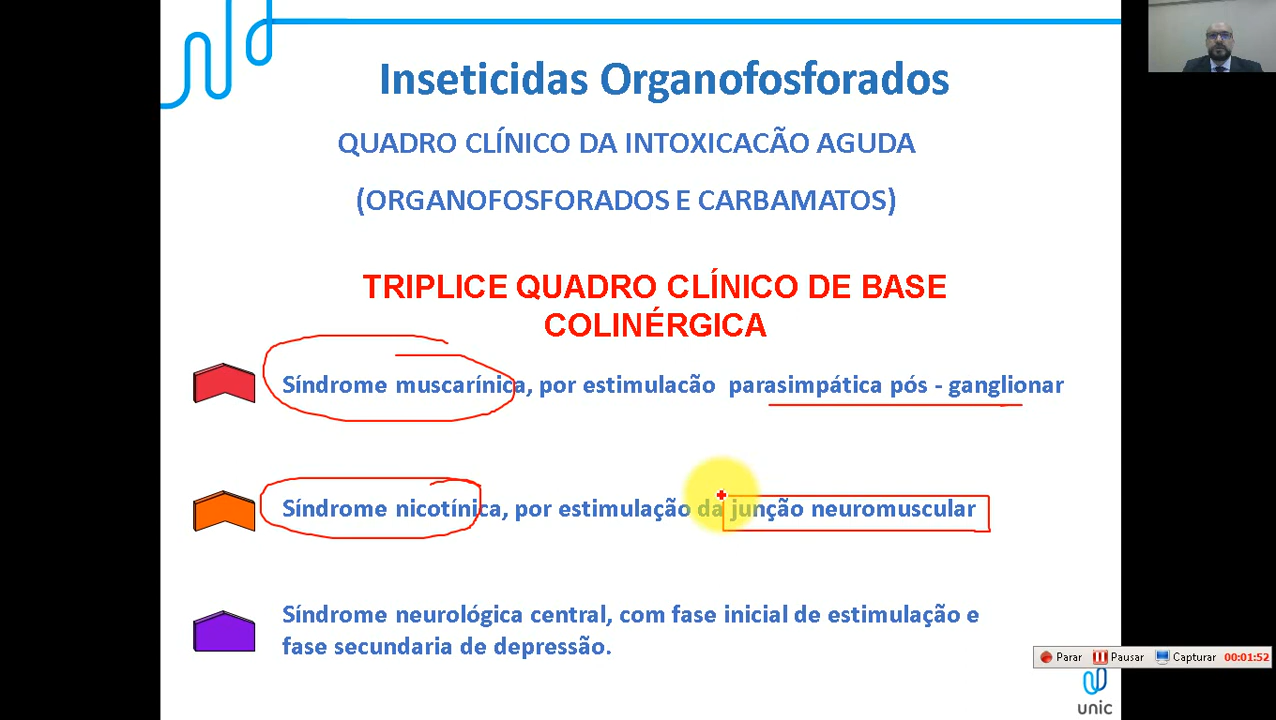 Inseticidas Organofosforados
QUADRO CLÍNICO DA INTOXICACÃO AGUDA
(ORGANOFOSFORADOS E CARBAMATOS)
TRIPLICE QUADRO CLÍNICO DE BASE
COLINÉRGICA
Síndrome muscarínica, por estimulacão parasimpática pós - ganglionar
Síndrome nicotínica, por estimulação da junção neuromuscular
Síndrome neurológica central, com fase inicial de estimulação e
fase secundaria de depressão.
Parar Pausar Capturar 00:01:52
unic